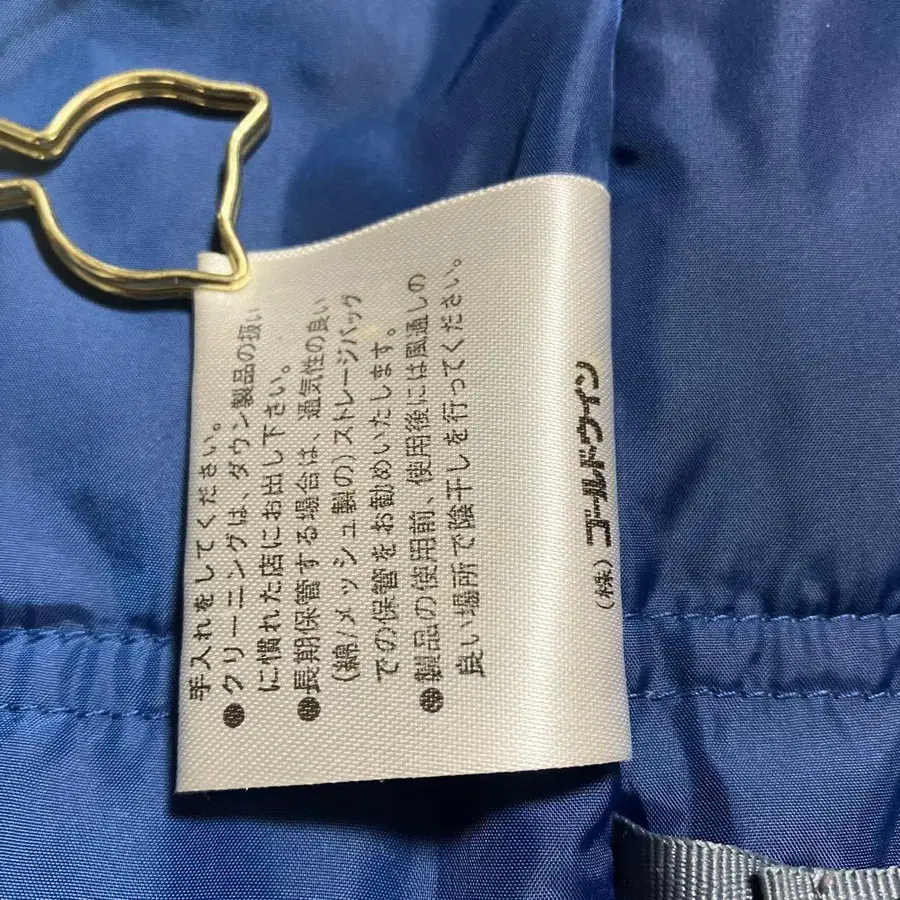 手入れをしてください。
●クリーニングは、ダウン製品の扱い
に慣れた店にお出し下さい。
●長期保管する場合は、通気性の良い
(綿/メッシュ製の)ストレージバッグ
での保管をお勧めいたします。
●製品の使用前、使用後には風通しの
良い場所で陰干しを行ってください。
(株)ゴールドウイン